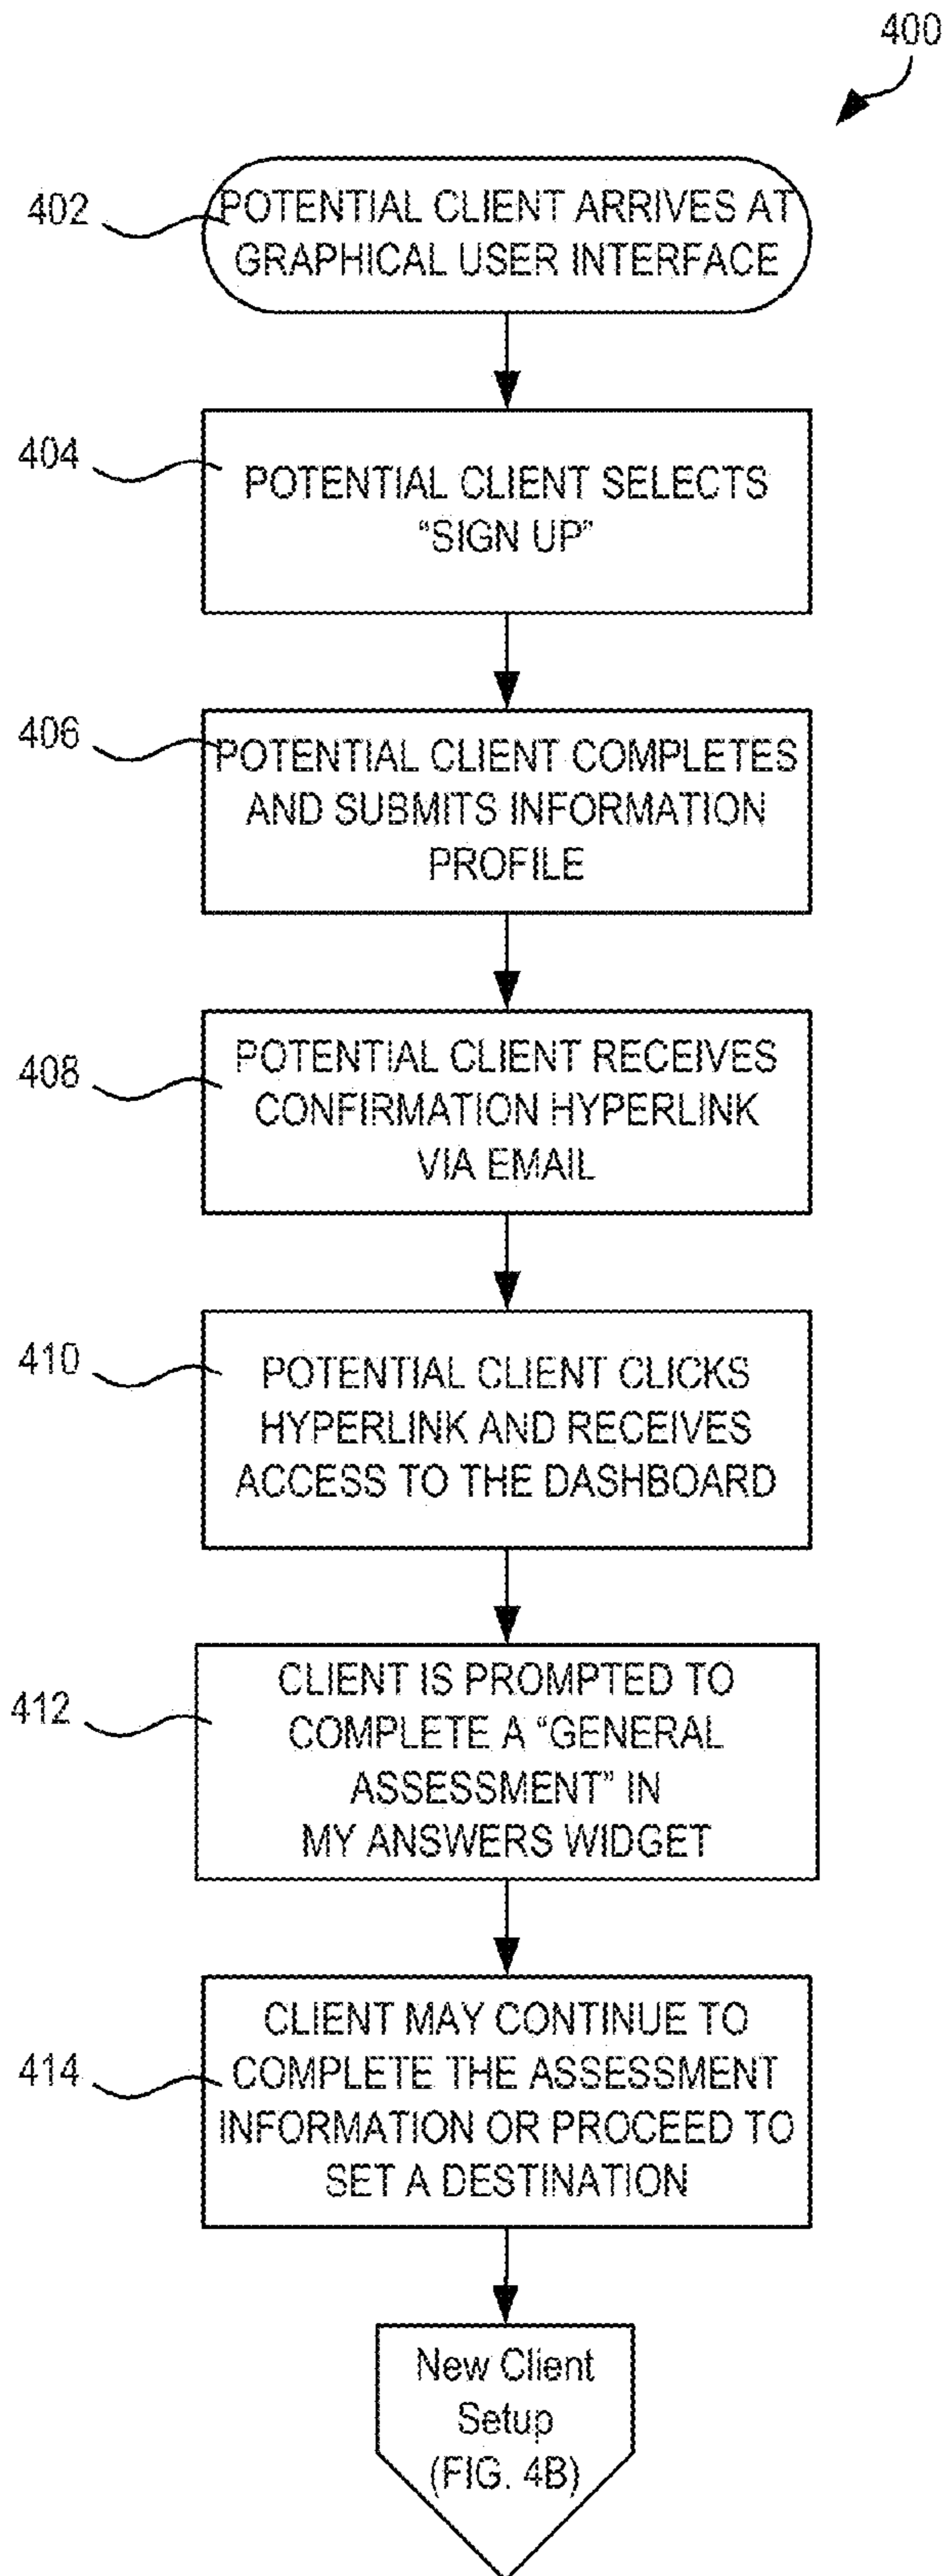 400
402
POTENTIAL CLIENT ARRIVES AT
GRAPHICAL USER INTERFACE
404
POTENTIAL CLIENT SELECTS
“SIGN UP”
406
POTENTIAL CLIENT COMPLETES
AND SUBMITS INFORMATION
PROFILE
408
POTENTIAL CLIENT RECEIVES
CONFIRMATION HYPERLINK
VIA EMAIL
410
POTENTIAL CLIENT CLICKS
HYPERLINK AND RECEIVES
ACCESS TO THE DASHBOARD
412
CLIENT IS PROMPTED TO
COMPLETE A “GENERAL
ASSESSMENT” IN
MY ANSWERS WIDGET
414
CLIENT MAY CONTINUE TO
COMPLETE THE ASSESSMENT
INFORMATION OR PROCEED TO
SET A DESTINATION
New Client
Setup
(FIG. 4B)